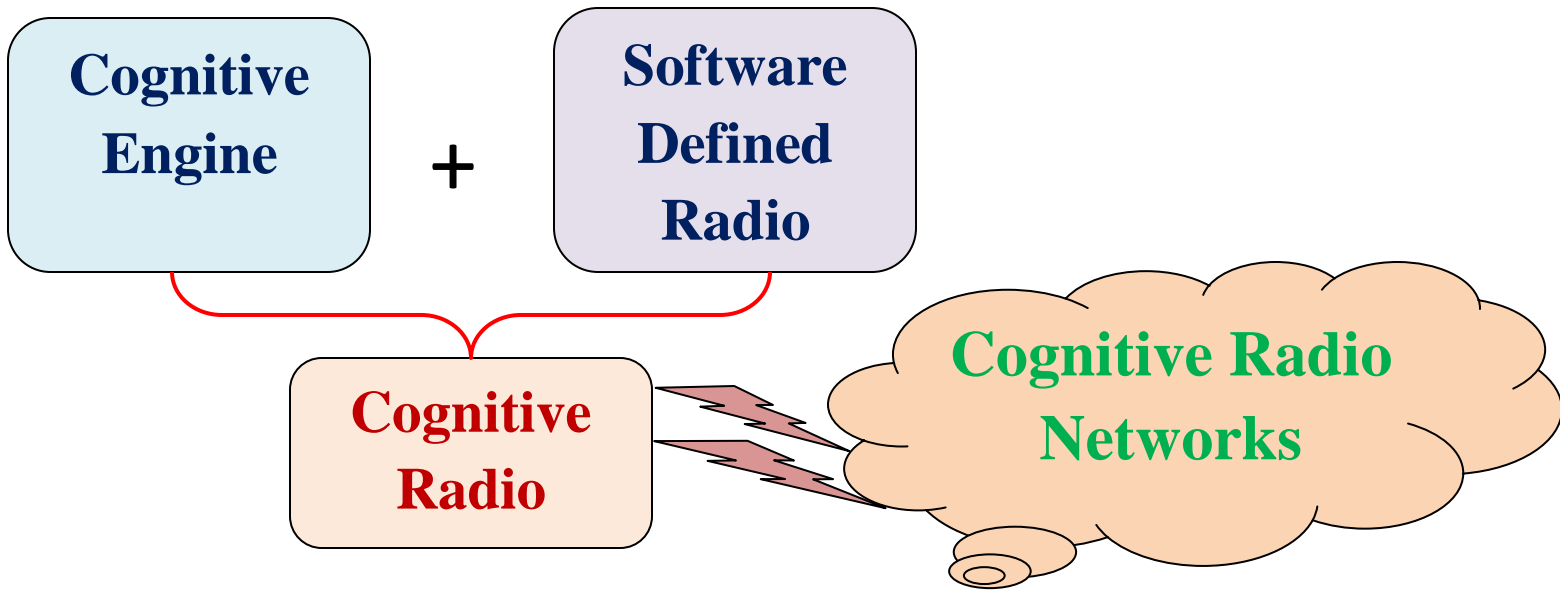 Cognitive
Engine
+
Software
Defined
Radio
Cognitive
Radio
Cognitive Radio
Networks